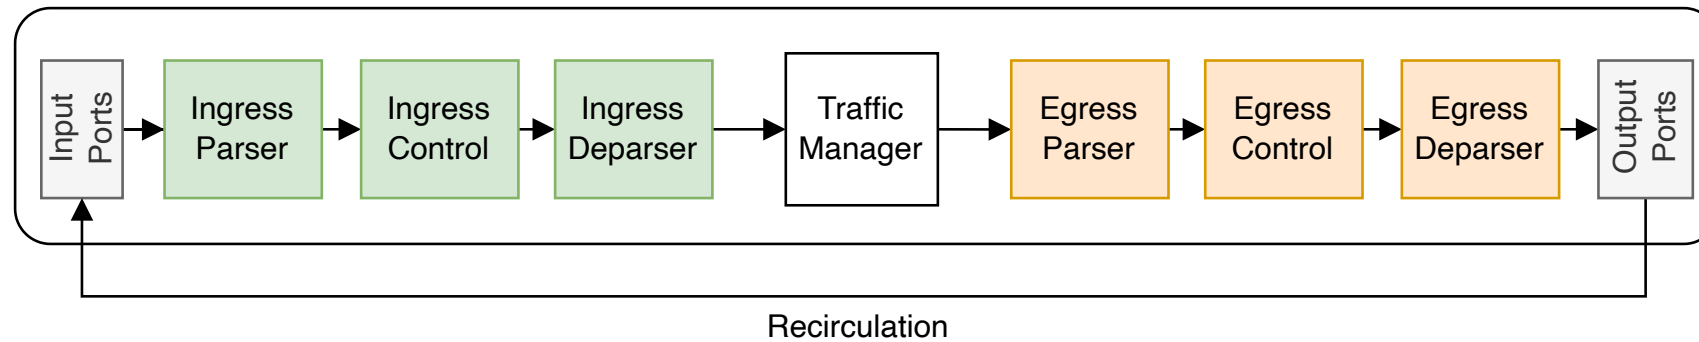 Input
Ports
Ingress
Parser
Ingress
Control
Ingress
Deparser
Traffic
Manager
Egress
Parser
Egress
Control
Egress
Deparser
Output
Ports
Recirculation